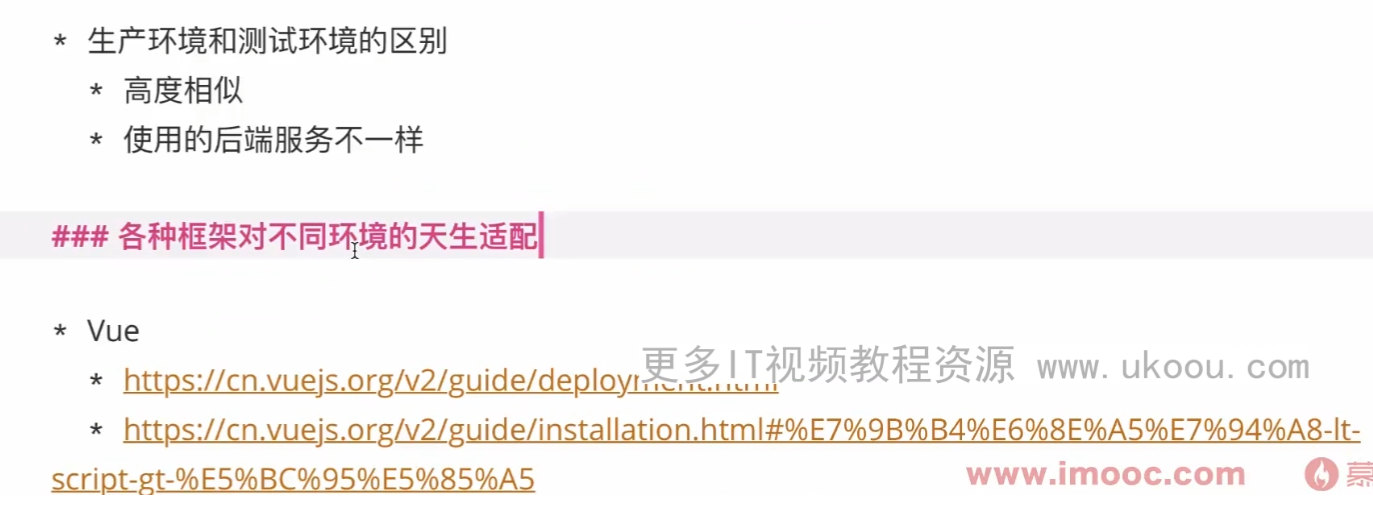 * 生产环境和测试环境的区别
* 高度相似
* 使用的后端服务不一样
### 各种框架对不同环境的天生适配
* Vue
更多IT视频教程资源 www.ukoou.com
* https://cn.vuejs.org/v2/guide/deployment.html
* https://cn.vuejs.org/v2/guide/installation.html#%E7%9B%B4%E6%8E%A5%E7%94%A8-lt-
script-gt-%E5%BC%95%E5%85%A5
www.imooc.com 慕